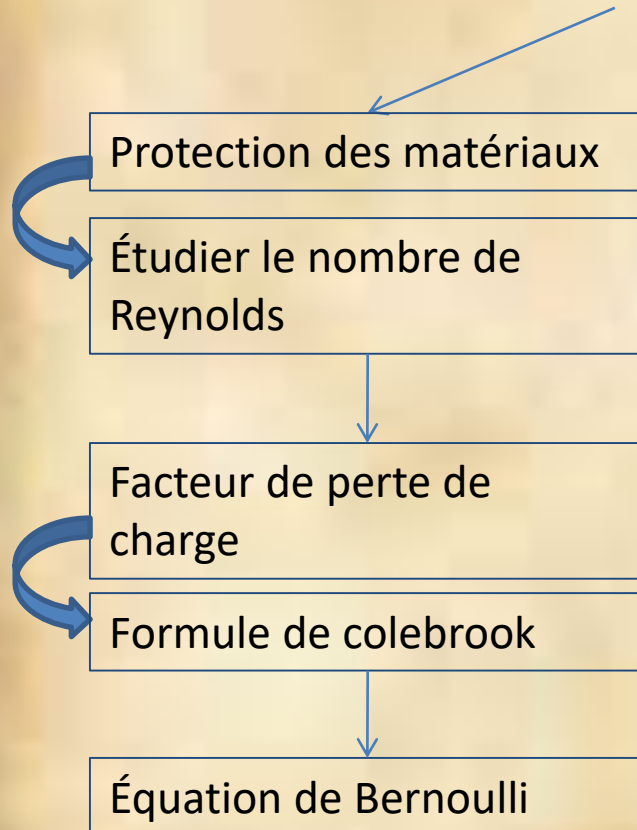 Protection des matériaux
Étudier le nombre de
Reynolds
Facteur de perte de
charge
Formule de colebrook
Équation de Bernoulli